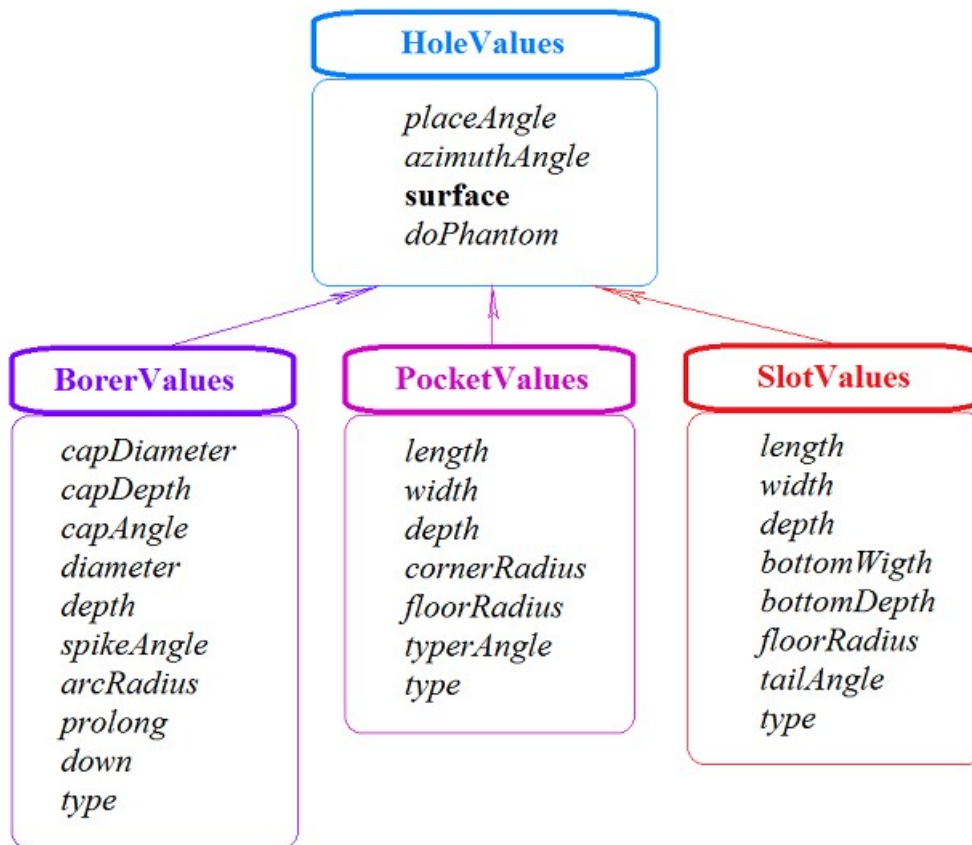 HoleValues
placeAngle
azimuthAngle
surface
doPhantom
BorerValues
capDiameter
capDepth
capAngle
diameter
depth
spikeAngle
arcRadius
prolong
down
type
PocketValues
length
width
depth
cornerRadius
floorRadius
typerAngle
type
SlotValues
length
width
depth
bottomWigth
bottomDepth
floorRadius
tailAngle
type